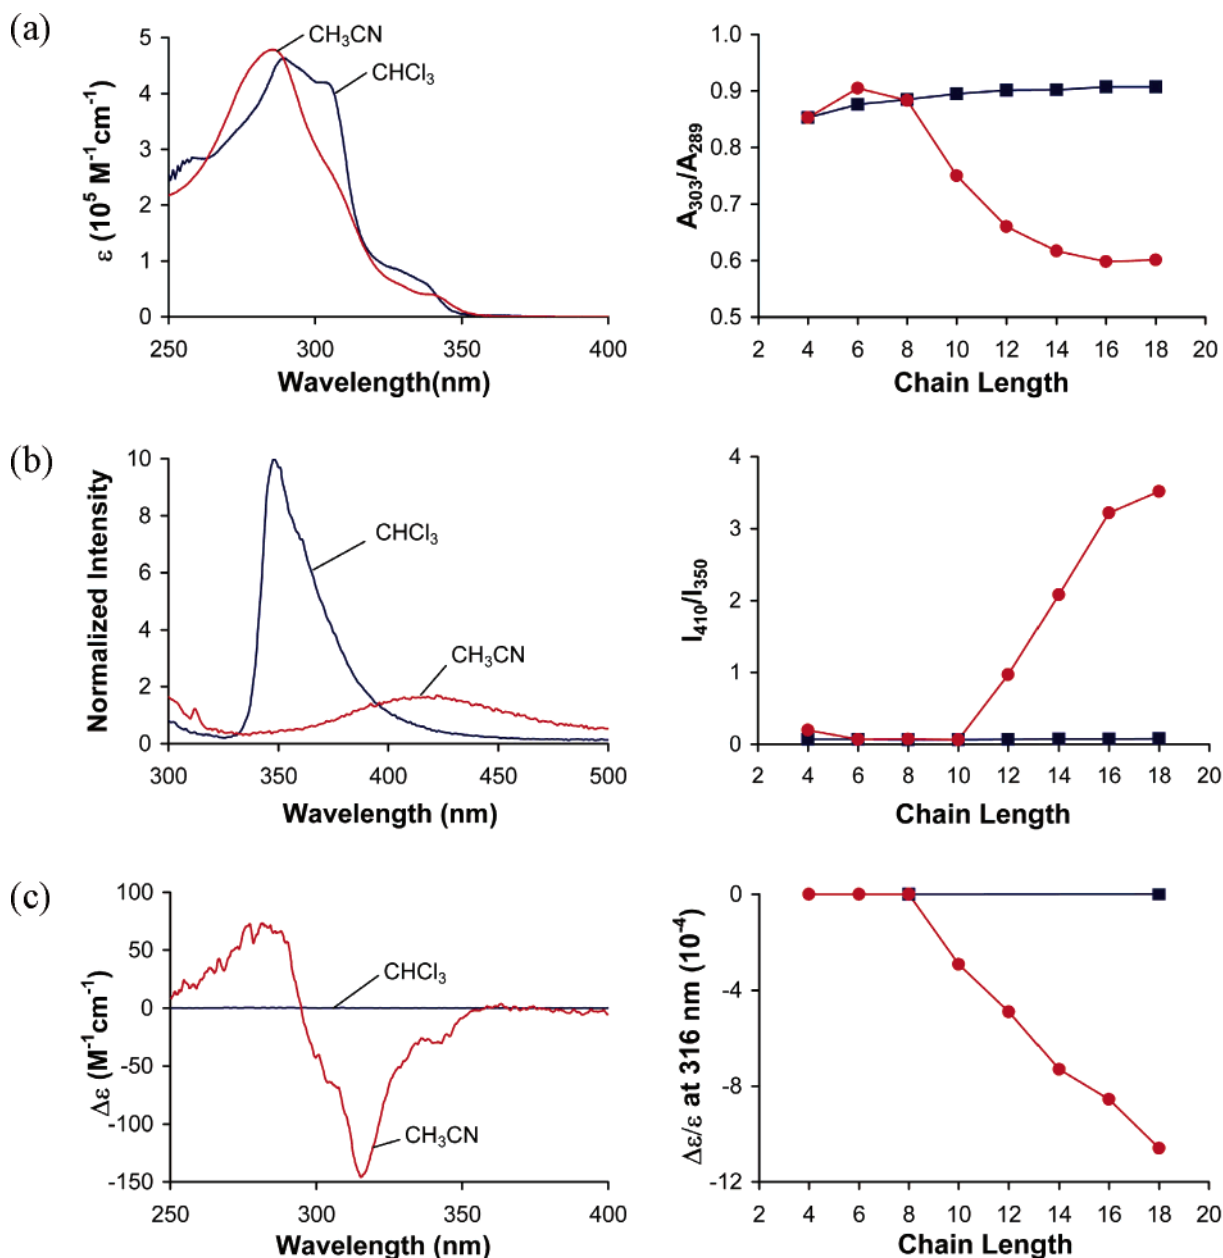 (a)
ε (10⁵ M⁻¹cm⁻¹)
5
4
3
2
1
0
CH₃CN
CHCl₃
250 300 350 400
Wavelength(nm)
A₃₀₃/A₂₈₉
1.0
0.9
0.8
0.7
0.6
0.5
2 4 6 8 10 12 14 16 18 20
Chain Length
(b)
Normalized Intensity
10
8
6
4
2
0
CHCl₃
CH₃CN
300 350 400 450 500
Wavelength (nm)
I₄₁₀/I₃₅₀
4
3
2
1
0
2 4 6 8 10 12 14 16 18 20
Chain Length
(c)
Δε (M⁻¹cm⁻¹)
100
50
0
-50
-100
-150
CHCl₃
CH₃CN
250 300 350 400
Wavelength (nm)
Δε/ε at 316 nm (10⁻⁴)
0
-4
-8
-12
2 4 6 8 10 12 14 16 18 20
Chain Length